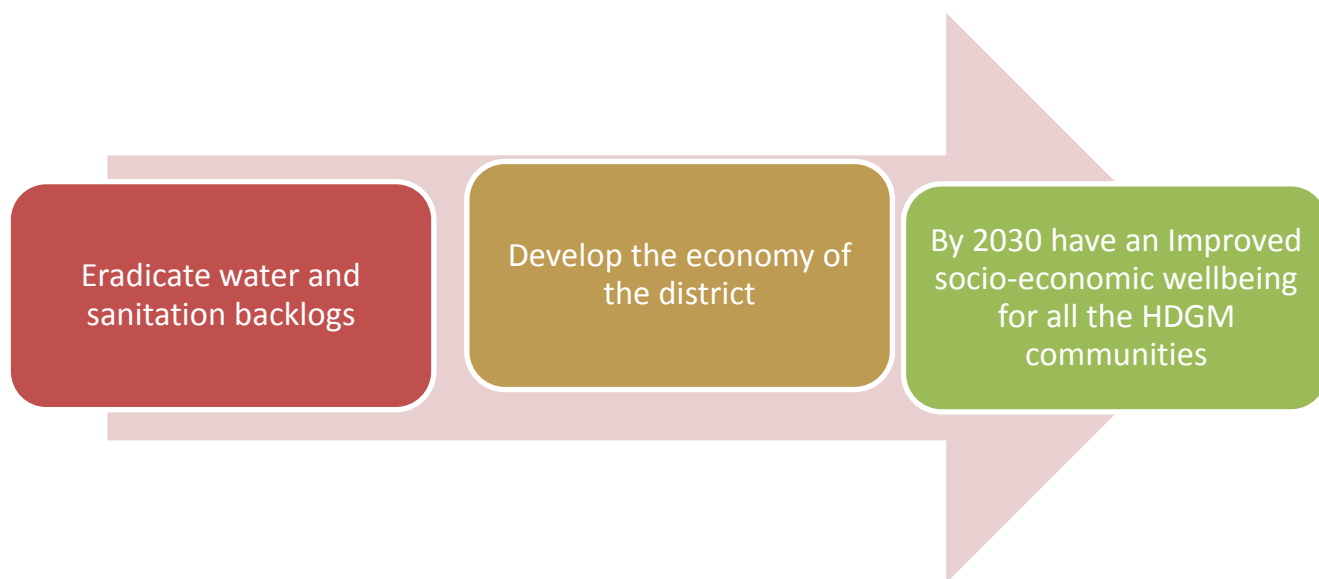 Eradicate water and
sanitation backlogs
Develop the economy of
the district
By 2030 have an Improved
socio-economic wellbeing
for all the HDGM
communities